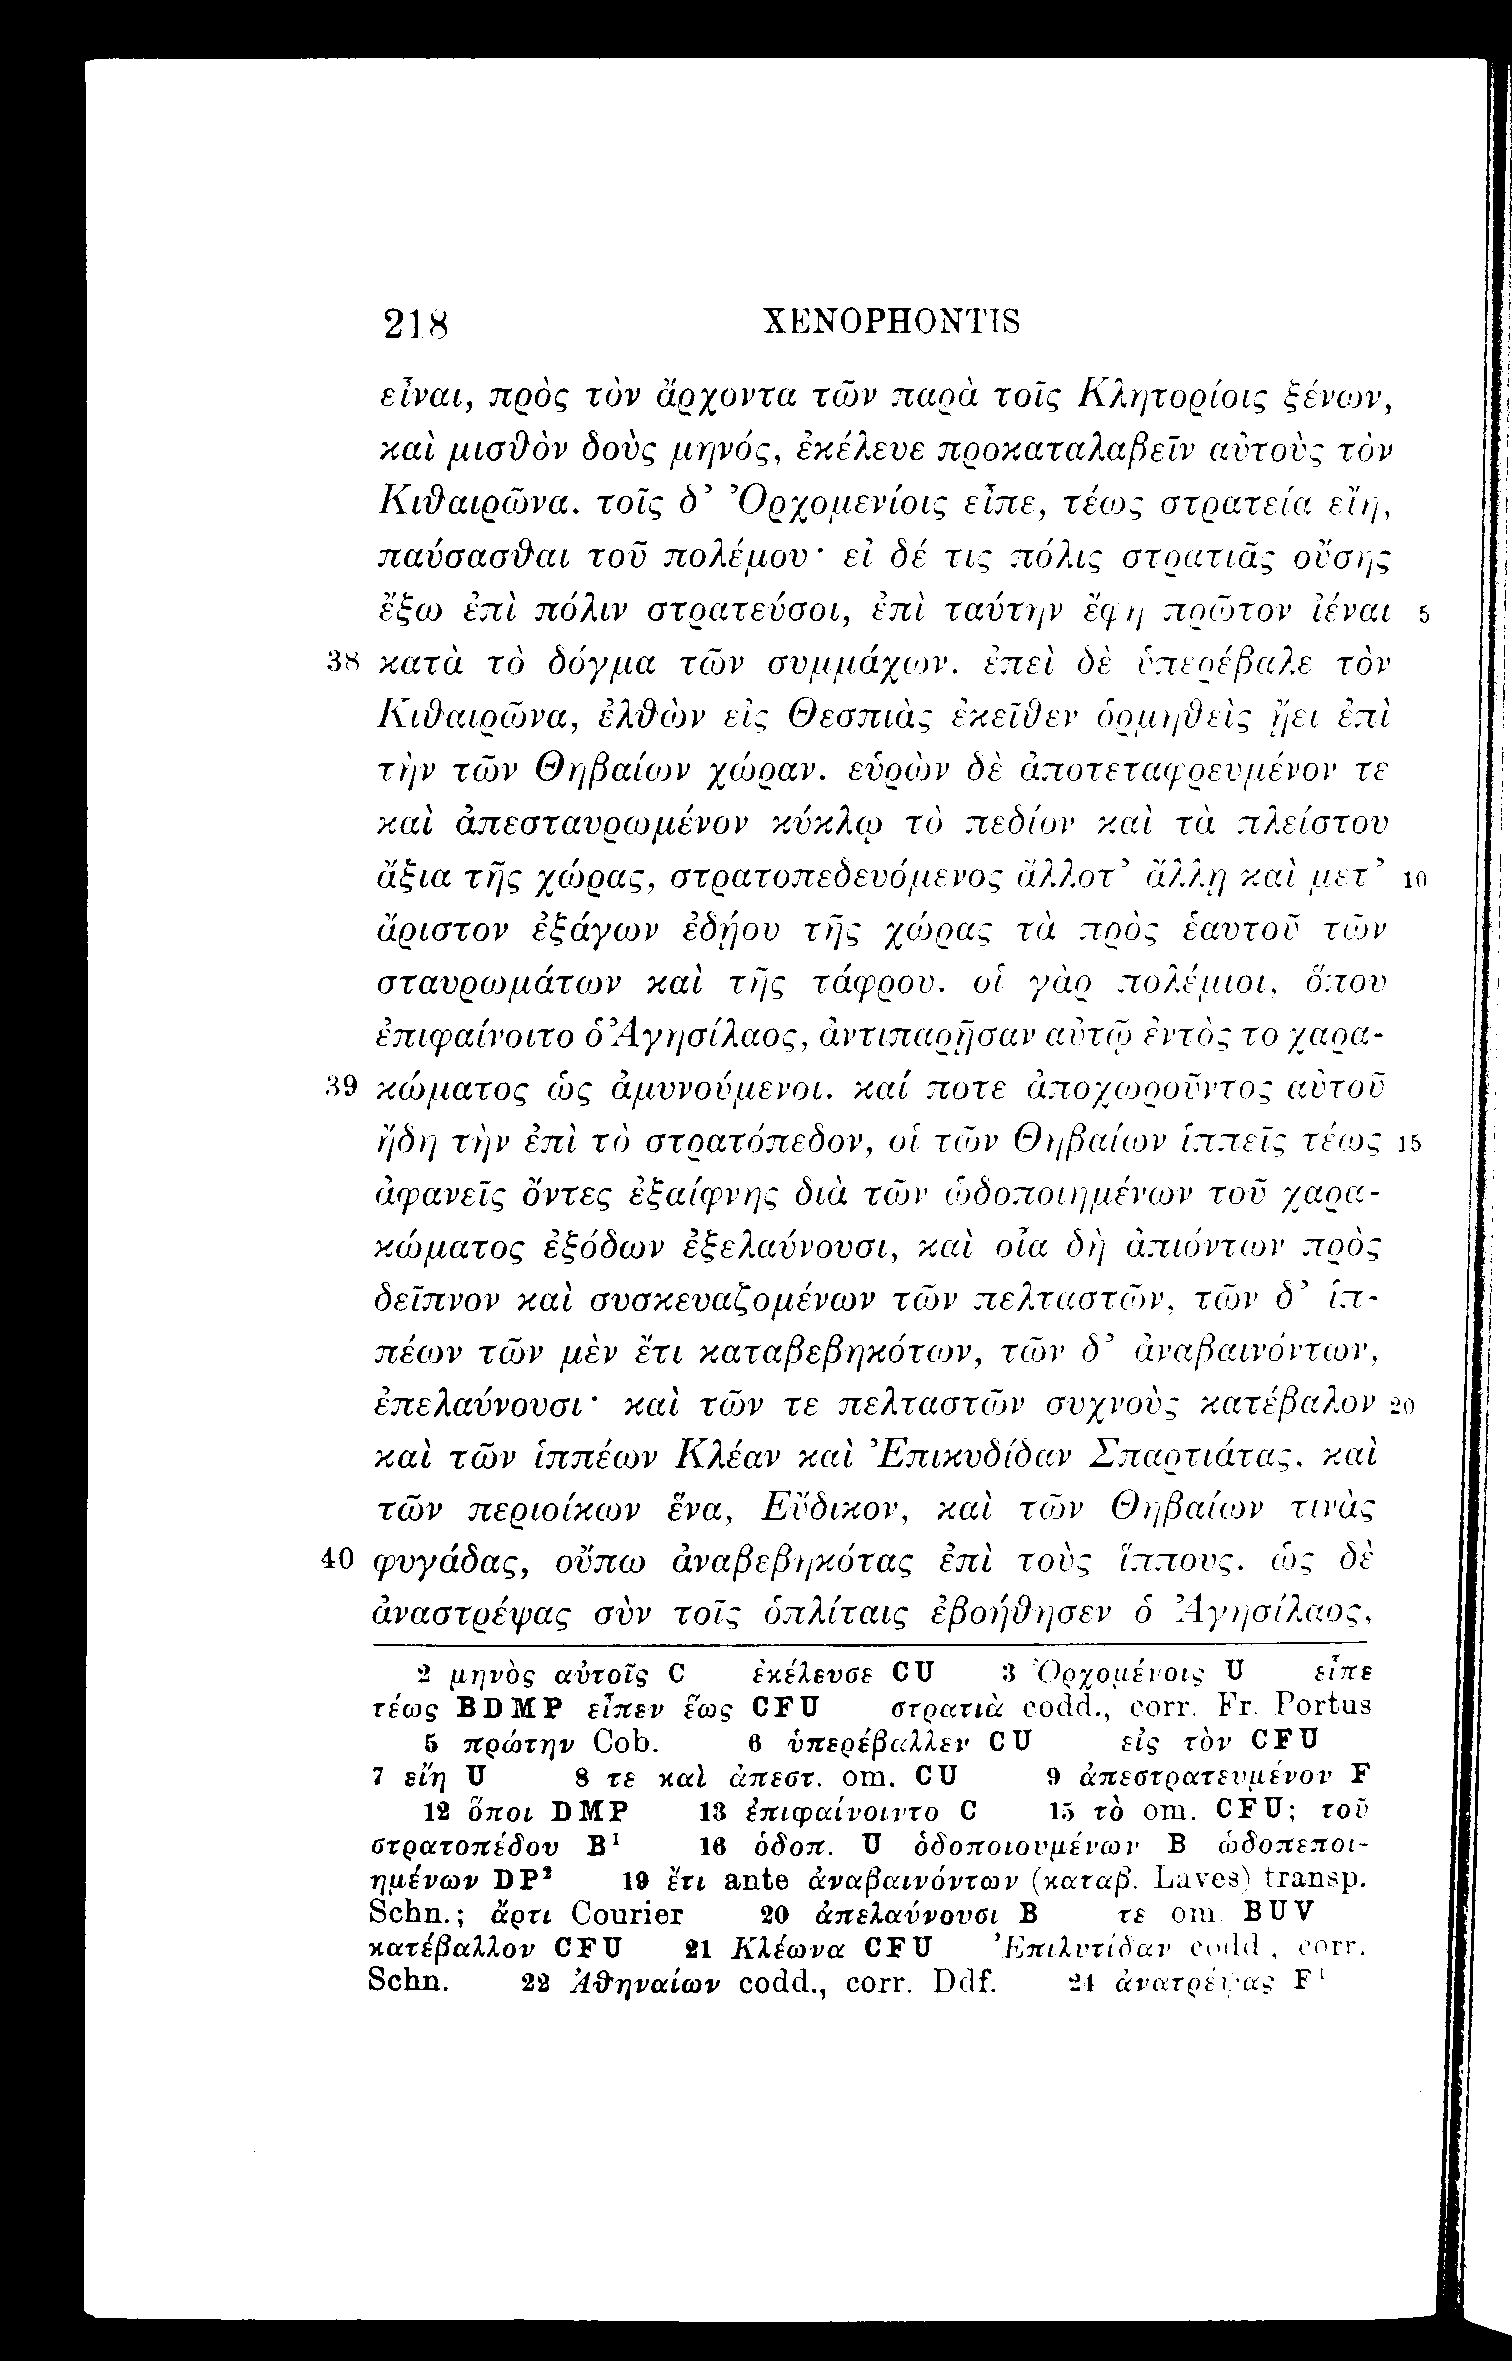 218 XENOPHONTIS
εἶναι, πρὸς τὸν ἄρχοντα τῶν παρὰ τοῖς Κλητορίοις ξένων,
καὶ μισθὸν δοὺς μηνός, ἐκέλευε προκαταλαβεῖν αὐτοὺς τὸν
Κιθαιρῶνα. τοῖς δ’ Ὀρχομενίοις εἶπε, τέως στρατεία εἴη,
παύσασθαι τοῦ πολέμου· εἰ δέ τις πόλις στρατιᾶς οὔσης
ἔξω ἐπὶ πόλιν στρατεύσοι, ἐπὶ ταύτην ἔφη πρῶτον ἰέναι 5
38 κατὰ τὸ δόγμα τῶν συμμάχων. ἐπεὶ δὲ ὑπερέβαλε τὸν
Κιθαιρῶνα, ἐλθὼν εἰς Θεσπιὰς ἐκεῖθεν ὁρμηθεὶς ᾔει ἐπὶ
τὴν τῶν Θηβαίων χώραν. εὑρὼν δὲ ἀποτεταφρευμένον τε
καὶ ἀπεσταυρωμένον κύκλῳ τὸ πεδίον καὶ τὰ πλείστου
ἄξια τῆς χώρας, στρατοπεδευόμενος ἄλλοτ’ ἄλλῃ καὶ μετ’ 10
ἄριστον ἐξάγων ἐδῄου τῆς χώρας τὰ πρὸς ἑαυτοῦ τῶν
σταυρωμάτων καὶ τῆς τάφρου. οἱ γὰρ πολέμιοι, ὅπου
ἐπιφαίνοιτο ὁ Ἀγησίλαος, ἀντιπαρῇσαν αὐτῷ ἐντὸς το χαρα-
39 κώματος ὡς ἀμυνούμενοι. καί ποτε ἀποχωροῦντος αὐτοῦ
ἤδη τὴν ἐπὶ τὸ στρατόπεδον, οἱ τῶν Θηβαίων ἱππεῖς τέως 15
ἀφανεῖς ὄντες ἐξαίφνης διὰ τῶν ὡδοποιημένων τοῦ χαρα-
κώματος ἐξόδων ἐξελαύνουσι, καὶ οἷα δὴ ἀπιόντων πρὸς
δεῖπνον καὶ συσκευαζομένων τῶν πελταστῶν, τῶν δ’ ἱπ-
πέων τῶν μὲν ἔτι καταβεβηκότων, τῶν δ’ ἀναβαινόντων,
ἐπελαύνουσι· καὶ τῶν τε πελταστῶν συχνοὺς κατέβαλον 20
καὶ τῶν ἱππέων Κλέαν καὶ Ἐπικυδίδαν Σπαρτιάτας, καὶ
τῶν περιοίκων ἕνα, Εὔδικον, καὶ τῶν Θηβαίων τινὰς
40 φυγάδας, οὔπω ἀναβεβηκότας ἐπὶ τοὺς ἵππους. ὡς δὲ
ἀναστρέψας σὺν τοῖς ὁπλίταις ἐβοήθησεν ὁ Ἀγησίλαος,
2 μηνὸς αὐτοῖς C ἐκέλευσε CU 3 Ὀρχομένοις U εἶπε
τέως BDMP εἶπεν ἕως CFU στρατιὰ codd., corr. Fr. Portus
5 πρώτην Cob. 6 ὑπερέβαλλεν CU εἰς τὸν CFU
7 εἴη U 8 τε καὶ ἀπεστ. om. CU 9 ἀπεστρατευμένον F
12 ὅποι DMP 13 ἐπιφαίνοιντο C 15 τὸ om. CFU; τοῦ
στρατοπέδου B¹ 16 ὁδοπ. U ὁδοποιουμένων B ὡδοπεποι-
ημένων DP² 19 ἔτι ante ἀναβαινόντων (καταβ. Laves) transp.
Schn.; ἄρτι Courier 20 ἀπελαύνουσι B τε om BUV
κατέβαλλον CFU 21 Κλέωνα CFU Ἐπιλυτίδαν codd., corr.
Schn. 22 Ἀθηναίων codd., corr. Ddf. 24 ἀνατρέψας F¹